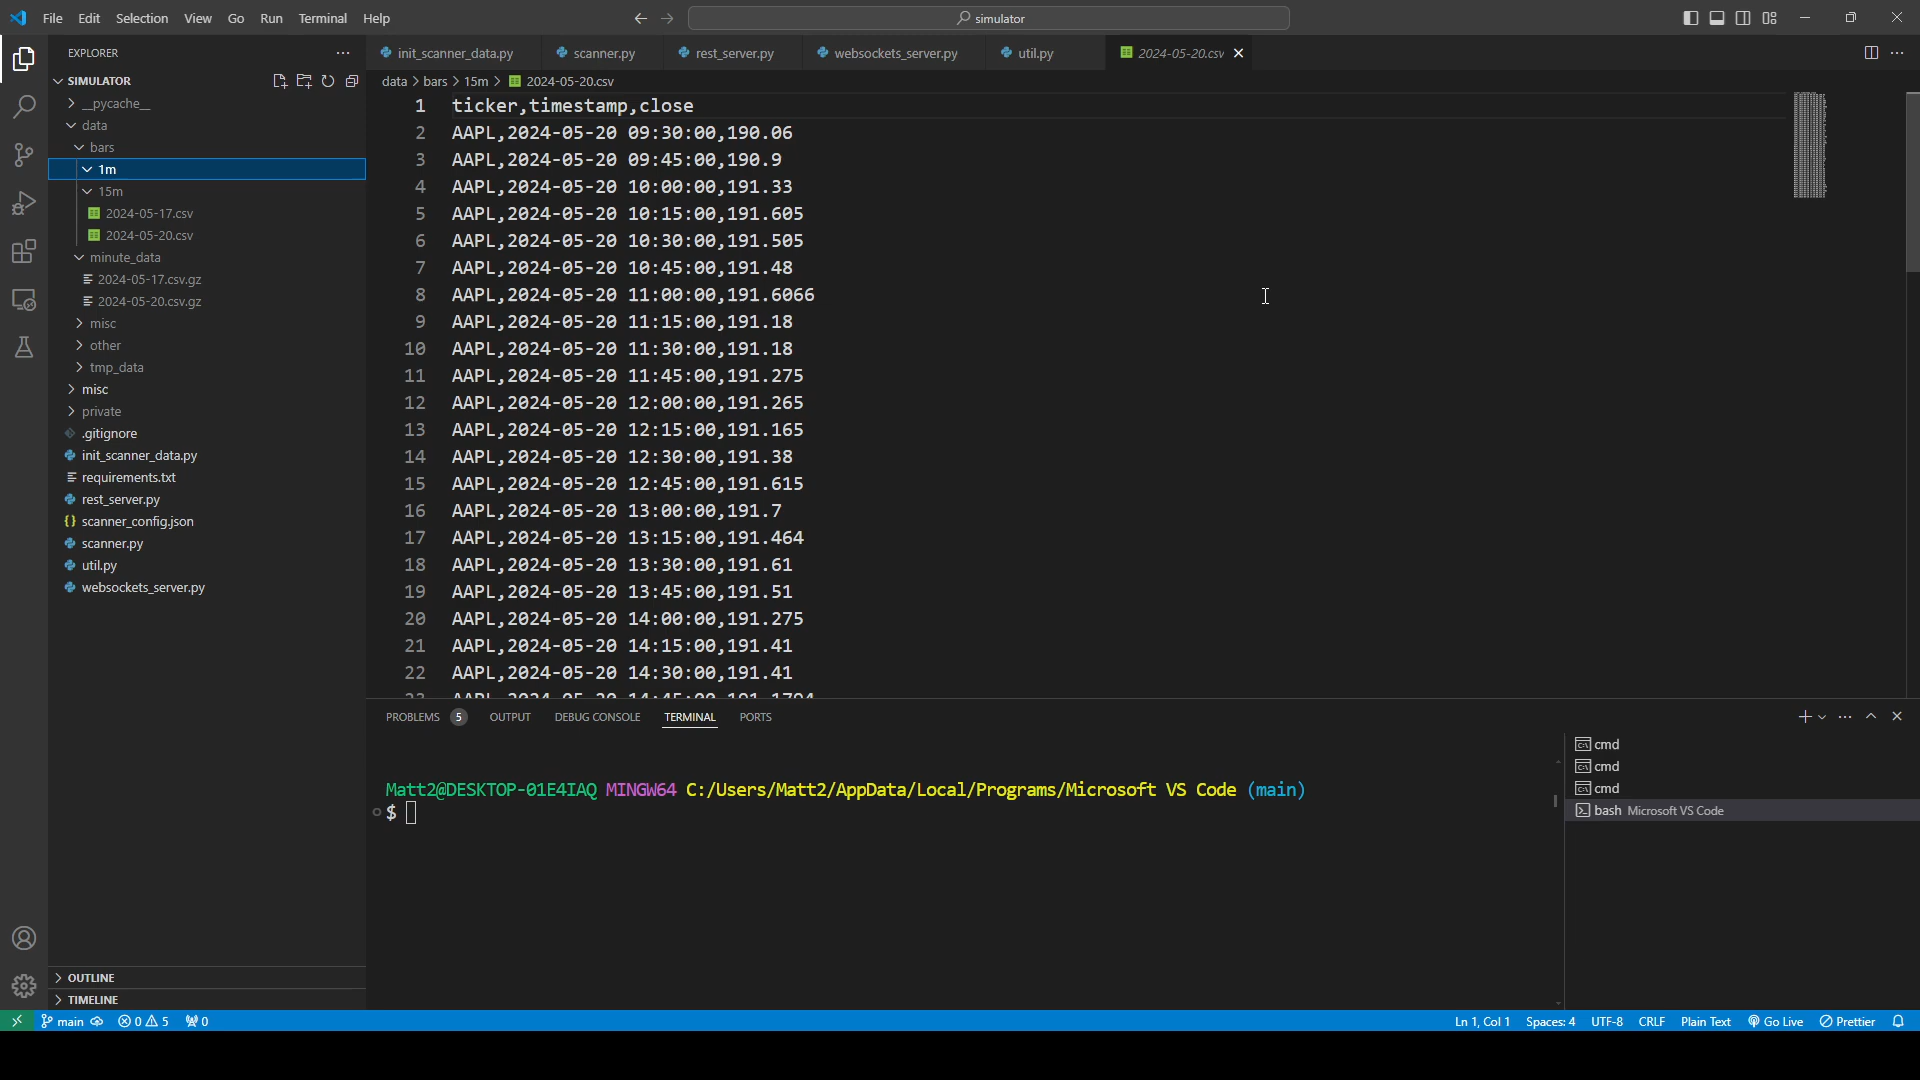 File Edit Selection View Go Run Terminal Help
simulator
EXPLORER
SIMULATOR
__pycache__
data
bars
1m
15m
2024-05-17.csv
2024-05-20.csv
minute_data
2024-05-17.csv.gz
2024-05-20.csv.gz
misc
other
tmp_data
misc
private
.gitignore
init_scanner_data.py
requirements.txt
rest_server.py
{} scanner_config.json
scanner.py
util.py
websockets_server.py
OUTLINE
TIMELINE
init_scanner_data.py scanner.py rest_server.py websockets_server.py util.py 2024-05-20.csv
data > bars > 15m > 2024-05-20.csv
1 ticker,timestamp,close
2 AAPL,2024-05-20 09:30:00,190.06
3 AAPL,2024-05-20 09:45:00,190.9
4 AAPL,2024-05-20 10:00:00,191.33
5 AAPL,2024-05-20 10:15:00,191.605
6 AAPL,2024-05-20 10:30:00,191.505
7 AAPL,2024-05-20 10:45:00,191.48
8 AAPL,2024-05-20 11:00:00,191.6066
9 AAPL,2024-05-20 11:15:00,191.18
10 AAPL,2024-05-20 11:30:00,191.18
11 AAPL,2024-05-20 11:45:00,191.275
12 AAPL,2024-05-20 12:00:00,191.265
13 AAPL,2024-05-20 12:15:00,191.165
14 AAPL,2024-05-20 12:30:00,191.38
15 AAPL,2024-05-20 12:45:00,191.615
16 AAPL,2024-05-20 13:00:00,191.7
17 AAPL,2024-05-20 13:15:00,191.464
18 AAPL,2024-05-20 13:30:00,191.61
19 AAPL,2024-05-20 13:45:00,191.51
20 AAPL,2024-05-20 14:00:00,191.275
21 AAPL,2024-05-20 14:15:00,191.41
22 AAPL,2024-05-20 14:30:00,191.41
PROBLEMS 5 OUTPUT DEBUG CONSOLE TERMINAL PORTS
Matt2@DESKTOP-01E4IAQ MINGW64 C:/Users/Matt2/AppData/Local/Programs/Microsoft VS Code (main)
$
cmd
cmd
cmd
bash Microsoft VS Code
main 0 5 0 Ln 1, Col 1 Spaces: 4 UTF-8 CRLF Plain Text Go Live Prettier